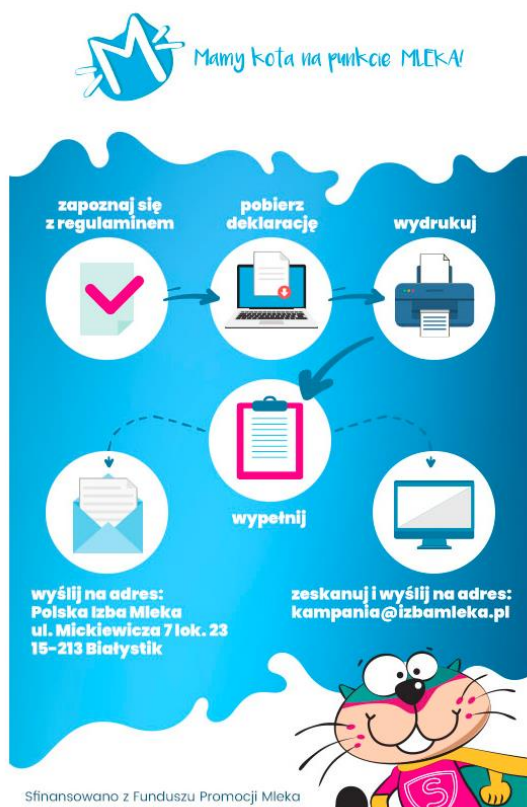 M
Mamy kota na punkcie MLEKA!
zapoznaj się
z regulaminem
pobierz
deklarację
wydrukuj
wypełnij
wyślij na adres:
Polska Izba Mleka
ul. Mickiewicza 7 lok. 23
15-213 Białystik
zeskanuj i wyślij na adres:
kampania@izbamleka.pl
S
Sfinansowano z Funduszu Promocji Mleka